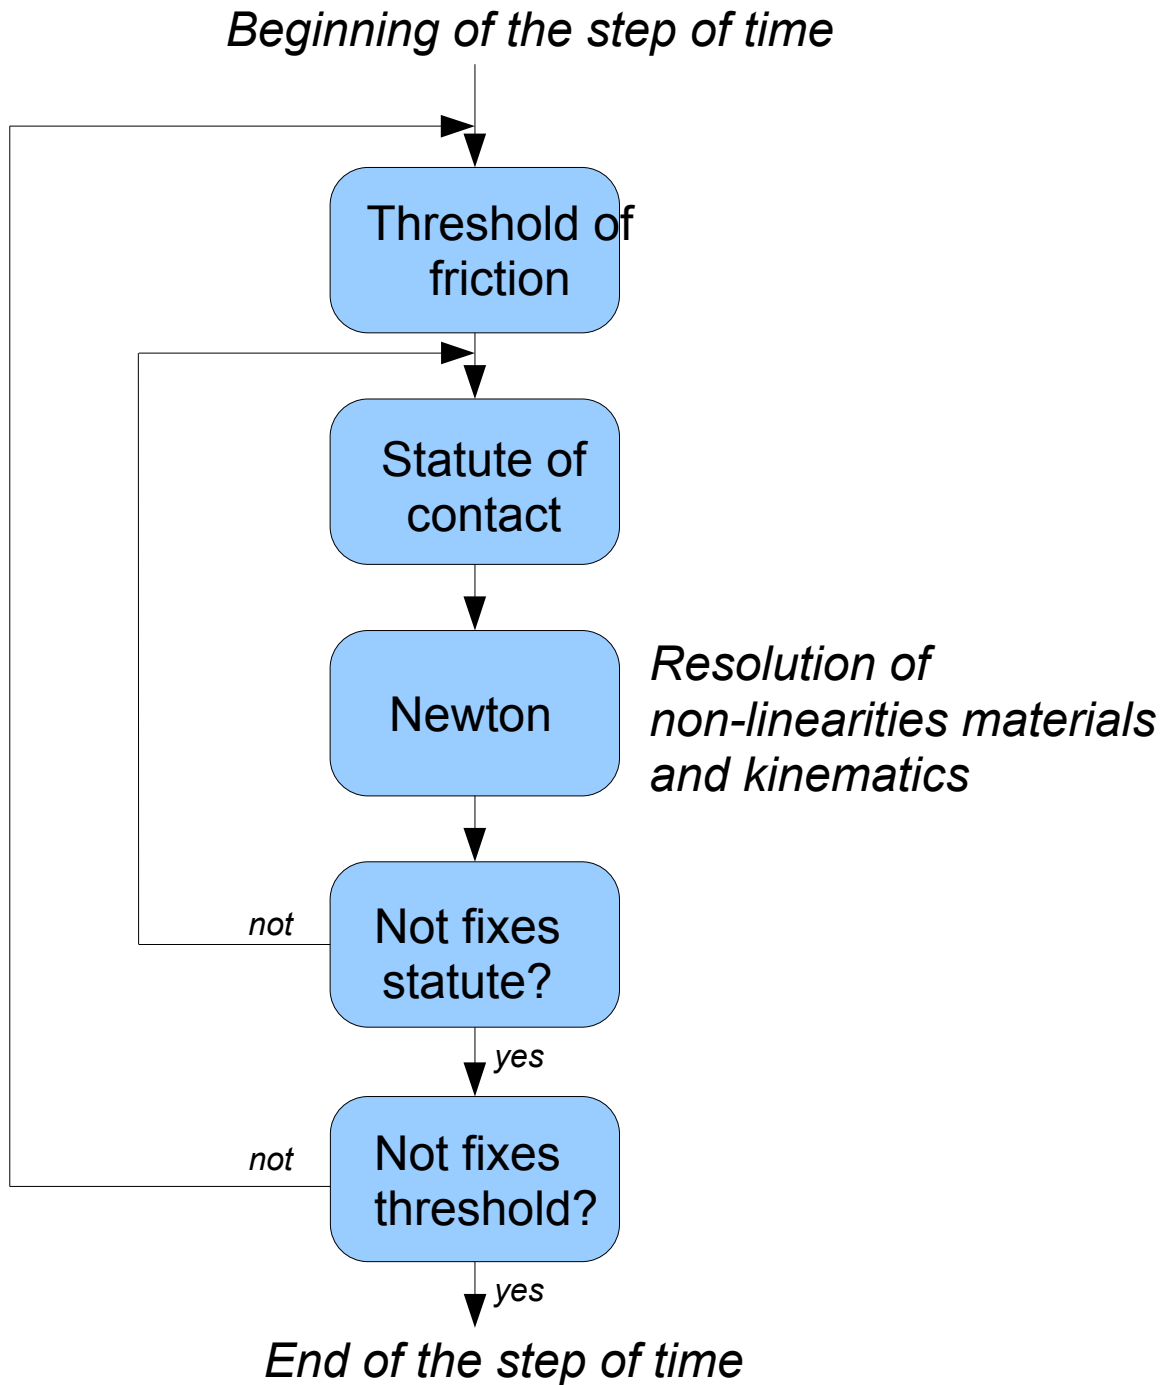 Beginning of the step of time
Threshold of
friction
Statute of
contact
Newton
Resolution of
non-linearities materials
and kinematics
not
Not fixes
statute?
yes
not
Not fixes
threshold?
yes
End of the step of time